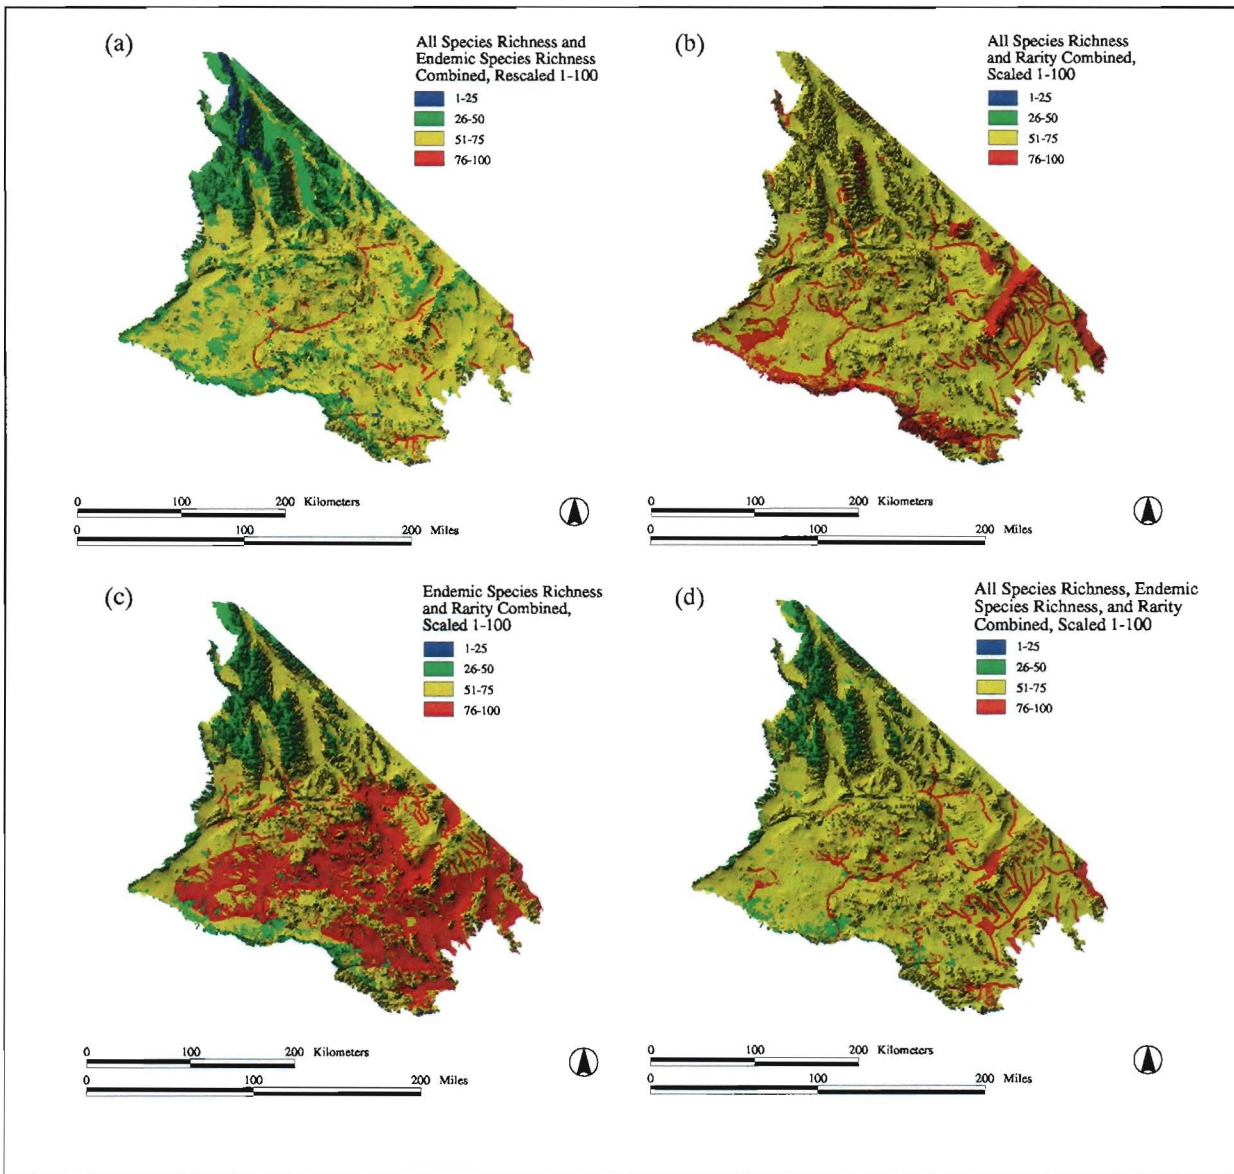 (a)
All Species Richness and
Endemic Species Richness
Combined, Rescaled 1-100
1-25
26-50
51-75
76-100
0 100 200 Kilometers
0 100 200 Miles
(b)
All Species Richness
and Rarity Combined,
Scaled 1-100
1-25
26-50
51-75
76-100
0 100 200 Kilometers
0 100 200 Miles
(c)
Endemic Species Richness
and Rarity Combined,
Scaled 1-100
1-25
26-50
51-75
76-100
0 100 200 Kilometers
0 100 200 Miles
(d)
All Species Richness, Endemic
Species Richness, and Rarity
Combined, Scaled 1-100
1-25
26-50
51-75
76-100
0 100 200 Kilometers
0 100 200 Miles